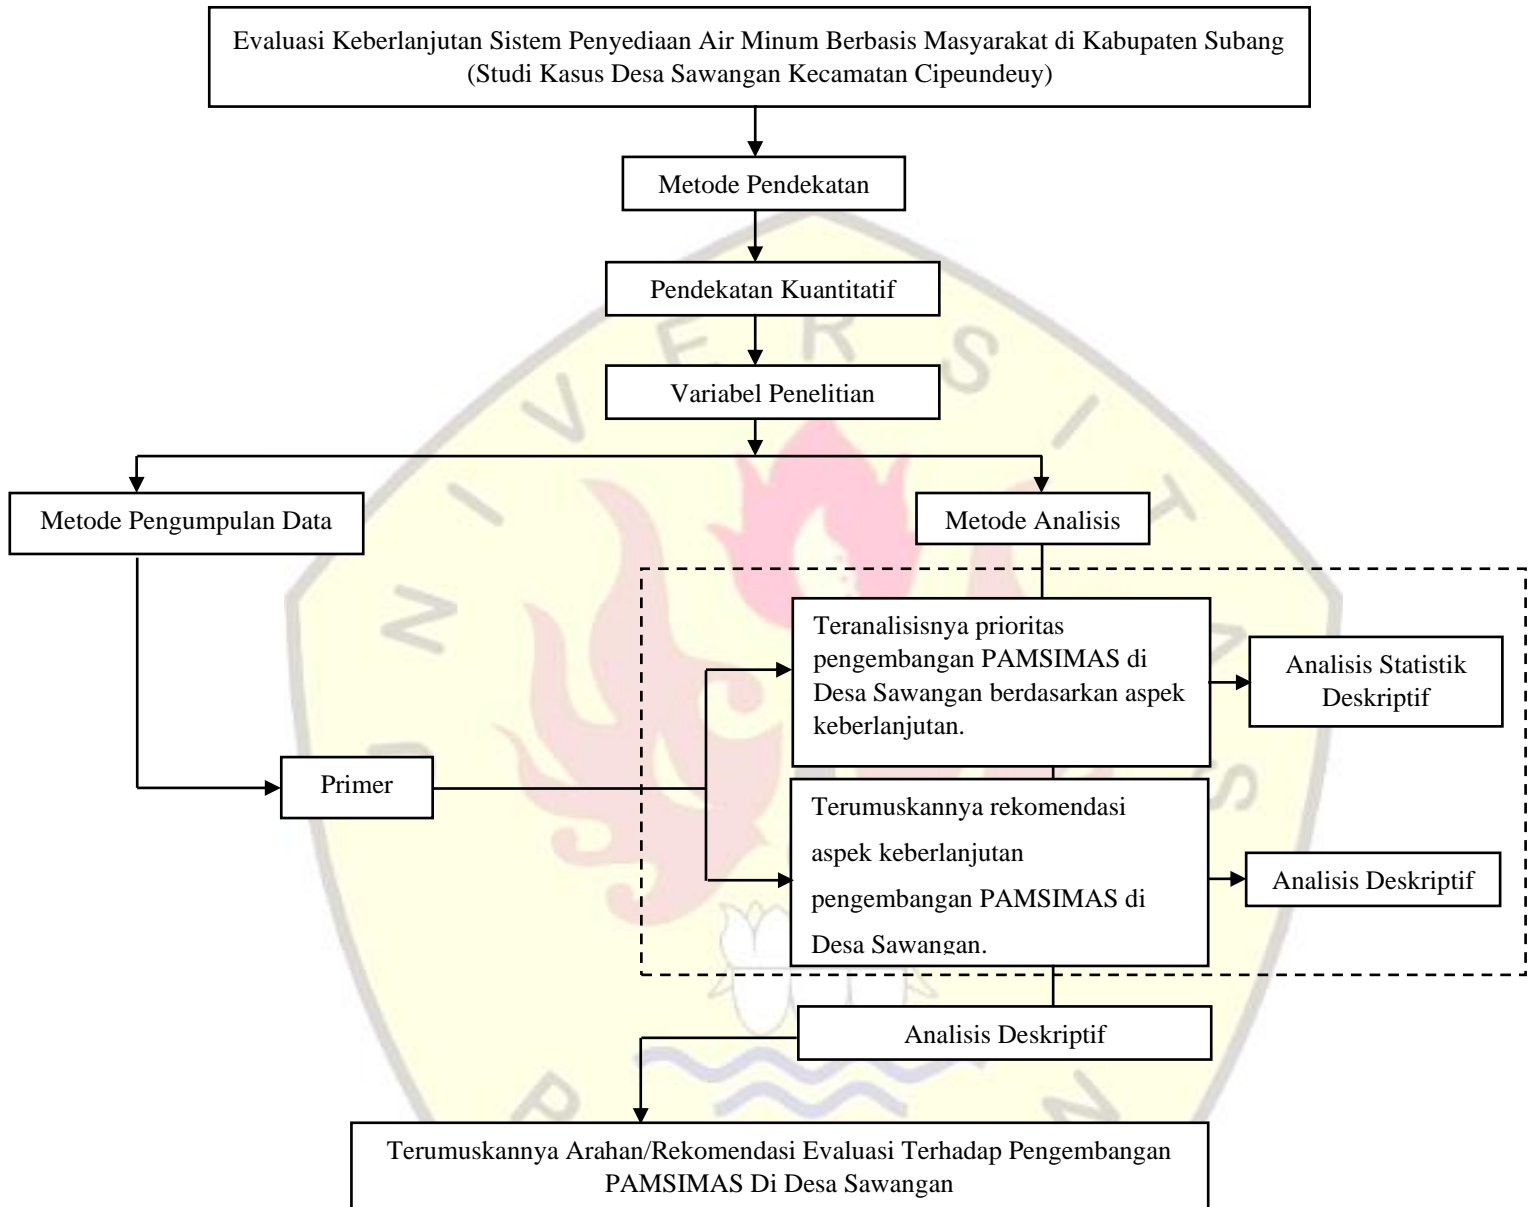 Evaluasi Keberlanjutan Sistem Penyediaan Air Minum Berbasis Masyarakat di Kabupaten Subang
(Studi Kasus Desa Sawangan Kecamatan Cipeundeuy)
Metode Pendekatan
Pendekatan Kuantitatif
Variabel Penelitian
Metode Pengumpulan Data
Metode Analisis
Teranalisisnya prioritas
pengembangan PAMSIMAS di
Desa Sawangan berdasarkan aspek
keberlanjutan.
Analisis Statistik
Deskriptif
Primer
Terumuskannya rekomendasi
aspek keberlanjutan
pengembangan PAMSIMAS di
Desa Sawangan.
Analisis Deskriptif
Analisis Deskriptif
Terumuskannya Arahan/Rekomendasi Evaluasi Terhadap Pengembangan
PAMSIMAS Di Desa Sawangan